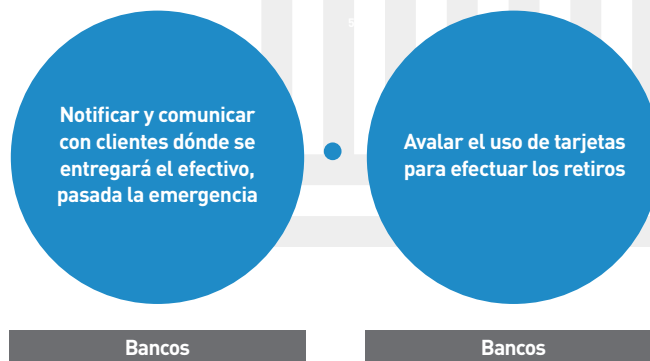 Notificar y comunicar
con clientes dónde se
entregará el efectivo,
pasada la emergencia
Avalar el uso de tarjetas
para efectuar los retiros
Bancos
Bancos